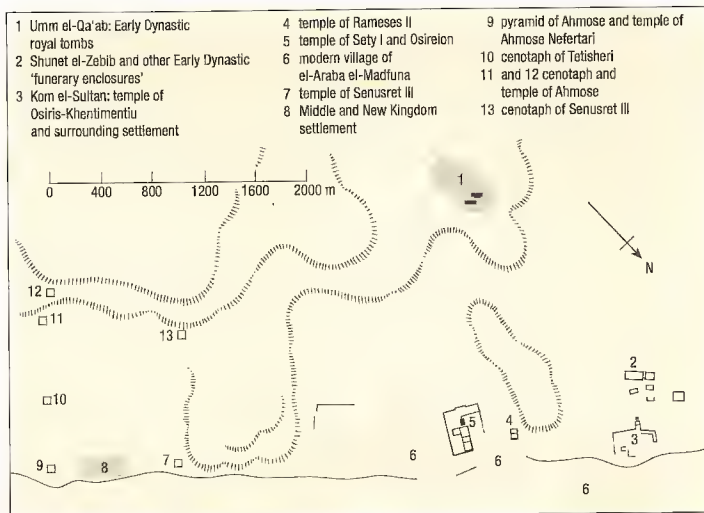 1 Umm el-Qa'ab: Early Dynastic
royal tombs
2 Shunet el-Zebib and other Early Dynastic
'funerary enclosures'
3 Kom el-Sultan: temple of
Osiris-Khentimentiu
and surrounding settlement
4 temple of Rameses II
5 temple of Sety I and Osireion
6 modern village of
el-Araba el-Madfuna
7 temple of Senusret III
8 Middle and New Kingdom
settlement
9 pyramid of Ahmose and temple of
Ahmose Nefertari
10 cenotaph of Tetisheri
11 and 12 cenotaph and
temple of Ahmose
13 cenotaph of Senusret III
0 400 800 1200 1600 2000 m
1
N
12
11
13
2
10
5
4
3
9
8
7
6
6
6